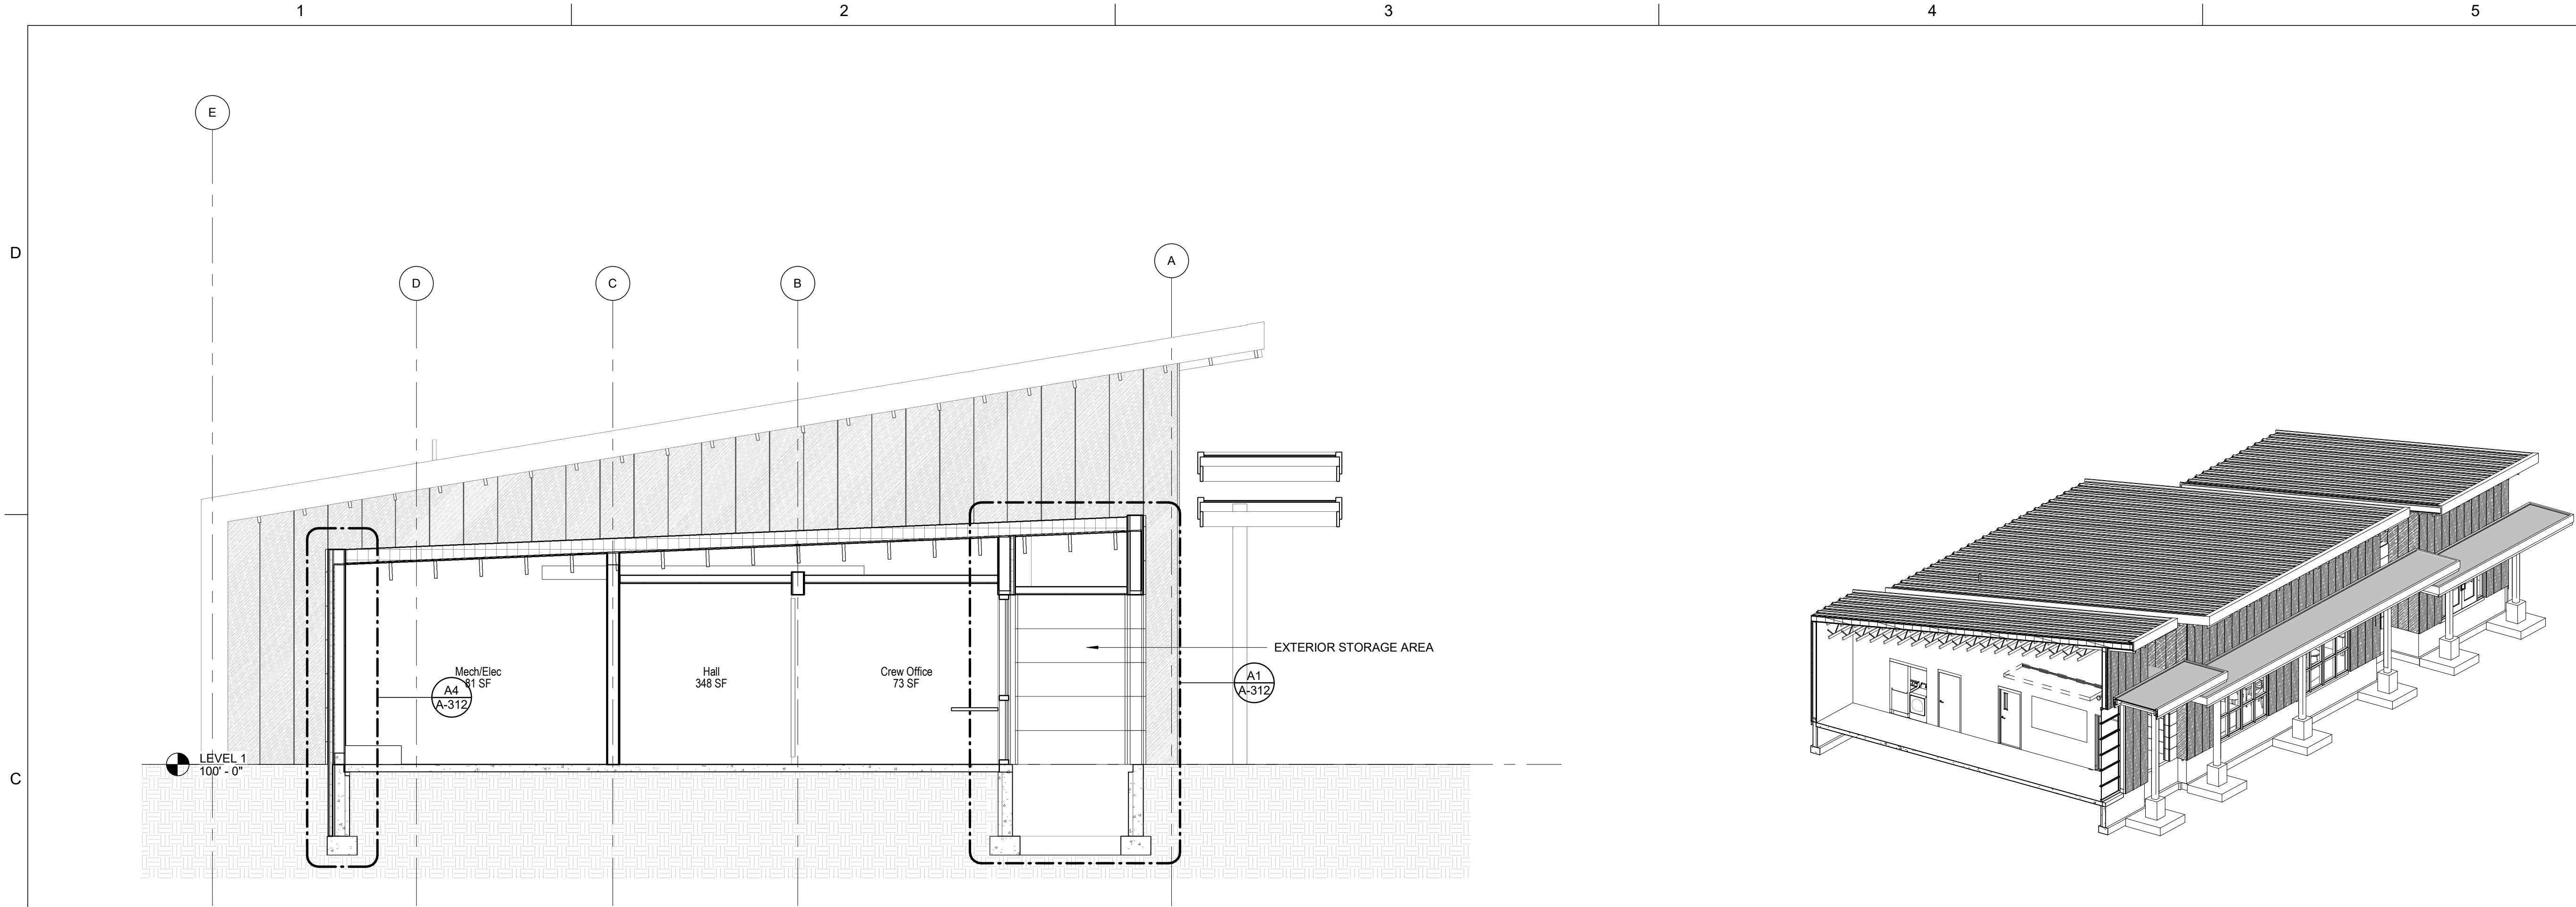 1
2
3
4
5
D
C
E
D
C
B
A
Mech/Elec
81 SF
Hall
348 SF
Crew Office
73 SF
EXTERIOR STORAGE AREA
A4
A-312
A1
A-312
LEVEL 1
100' - 0"